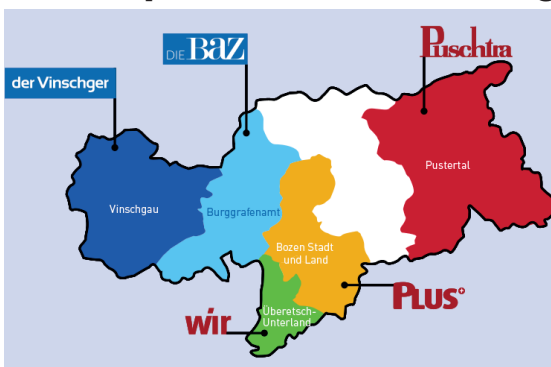 DIE BAZ
Puschtra
der Vinschger
Pustertal
Vinschgau
Burggrafenamt
Bozen Stadt
und Land
PLUS+
wir
Überetsch-
Unterland